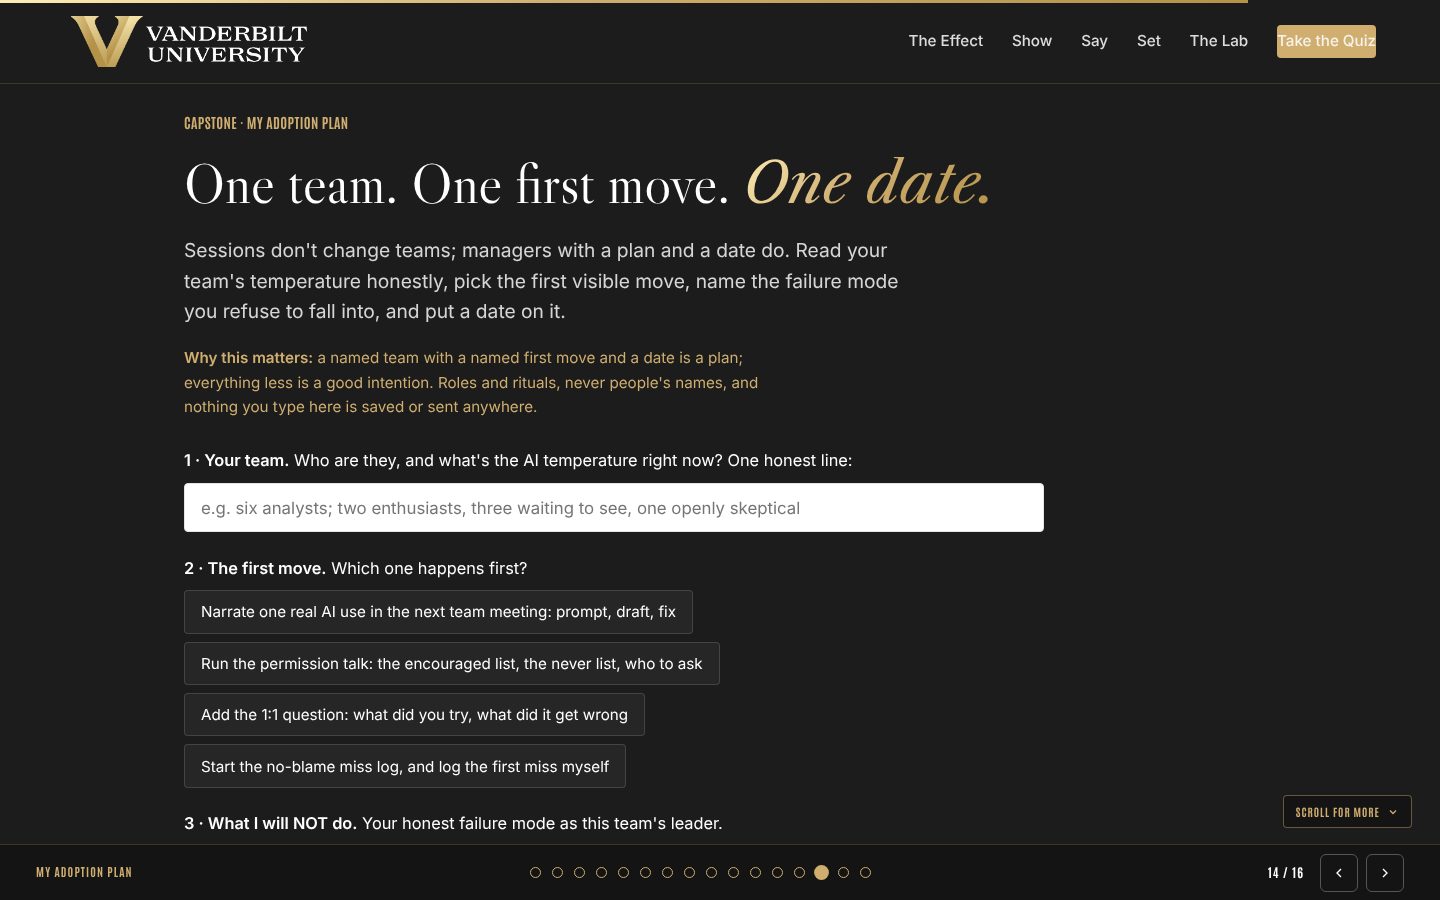 VANDERBILT
UNIVERSITY
The Effect
Show
Say
Set
The Lab
Take the Quiz
CAPSTONE · MY ADOPTION PLAN
One team. One first move. One date.
Sessions don't change teams; managers with a plan and a date do. Read your
team's temperature honestly, pick the first visible move, name the failure mode
you refuse to fall into, and put a date on it.
Why this matters: a named team with a named first move and a date is a plan;
everything less is a good intention. Roles and rituals, never people's names, and
nothing you type here is saved or sent anywhere.
1 · Your team. Who are they, and what's the AI temperature right now? One honest line:
e.g. six analysts; two enthusiasts, three waiting to see, one openly skeptical
2 · The first move. Which one happens first?
Narrate one real AI use in the next team meeting: prompt, draft, fix
Run the permission talk: the encouraged list, the never list, who to ask
Add the 1:1 question: what did you try, what did it get wrong
Start the no-blame miss log, and log the first miss myself
3 · What I will NOT do. Your honest failure mode as this team's leader.
SCROLL FOR MORE
MY ADOPTION PLAN
14 / 16